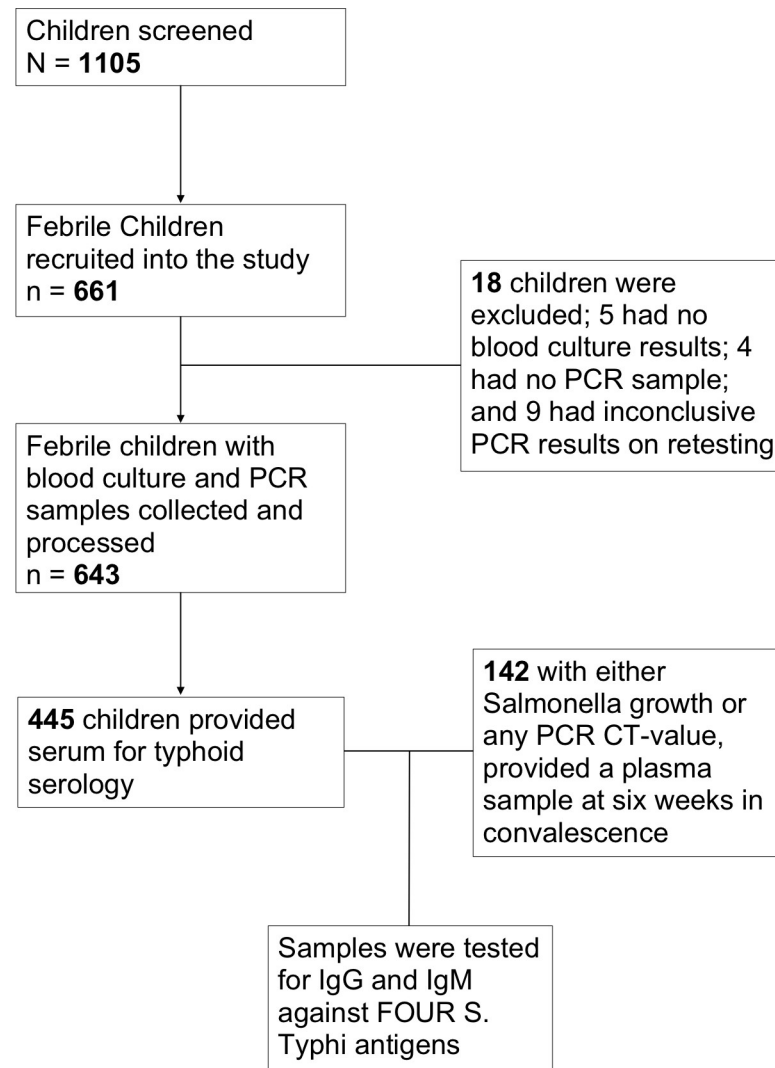 Children screened
N = 1105
Febrile Children
recruited into the study
n = 661
18 children were
excluded; 5 had no
blood culture results; 4
had no PCR sample;
and 9 had inconclusive
PCR results on retesting
Febrile children with
blood culture and PCR
samples collected and
processed
n = 643
445 children provided
serum for typhoid
serology
142 with either
Salmonella growth or
any PCR CT-value,
provided a plasma
sample at six weeks in
convalescence
Samples were tested
for IgG and IgM
against FOUR S.
Typhi antigens